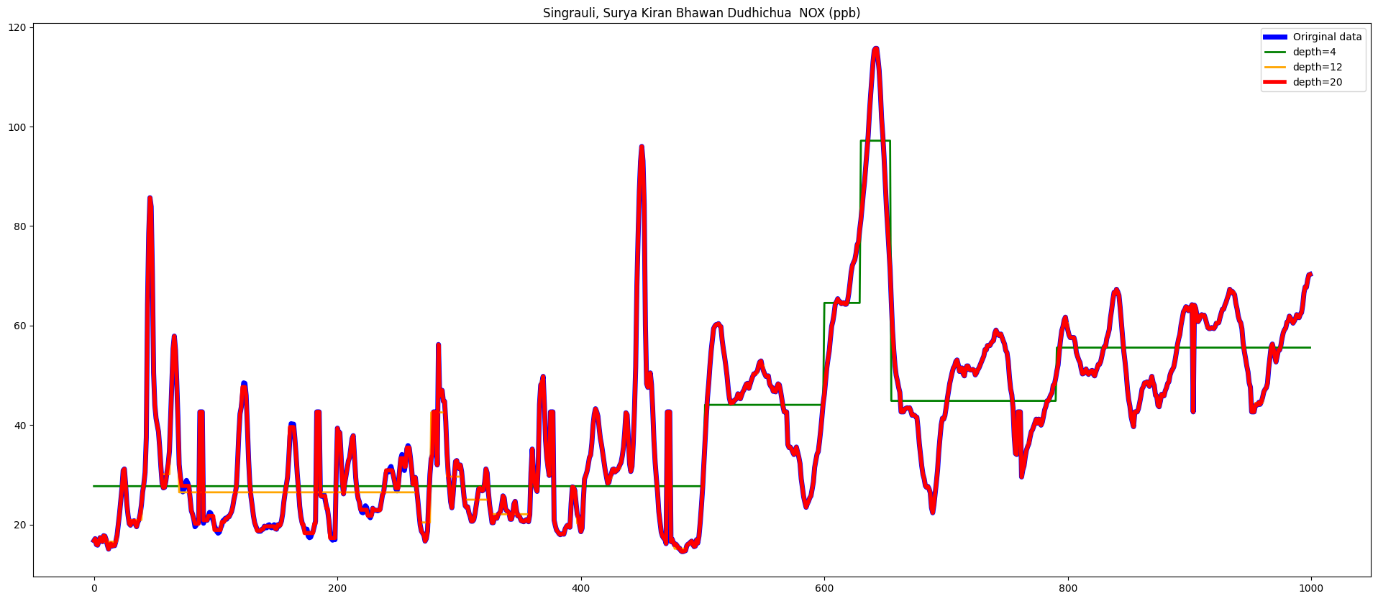 Singrauli, Surya Kiran Bhawan Dudhichua  NOX (ppb)
120
100
80
60
40
20
0 200 400 600 800 1000
Orirginal data
depth=4
depth=12
depth=20